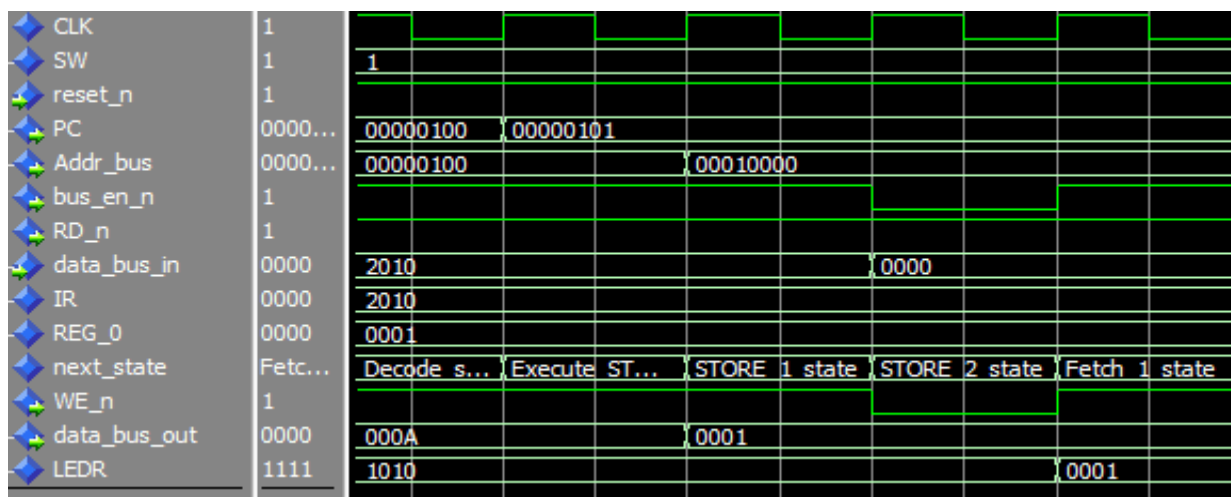 CLK 1
SW 1 1
reset_n 1
PC 0000... 00000100 00000101
Addr_bus 0000... 00000100 00010000
bus_en_n 1
RD_n 1
data_bus_in 0000 2010 0000
IR 0000 2010
REG_0 0000 0001
next_state Fetc... Decode s... Execute ST... STORE 1 state STORE 2 state Fetch 1 state
WE_n 1
data_bus_out 0000 000A 0001
LEDR 1111 1010 0001